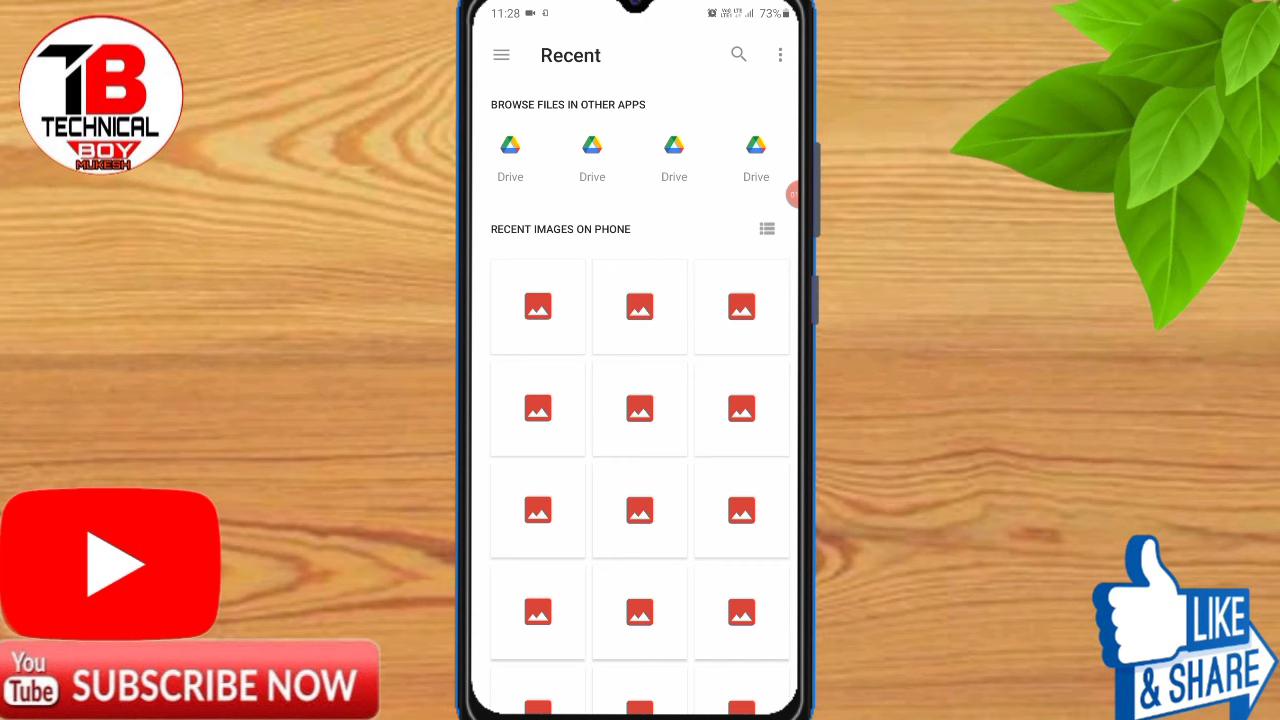 TB
TECHNICAL
BOY
MUKESH
11:28
73%
Recent
BROWSE FILES IN OTHER APPS
Drive
Drive
Drive
Drive
RECENT IMAGES ON PHONE
You
Tube
SUBSCRIBE NOW
LIKE
& SHARE